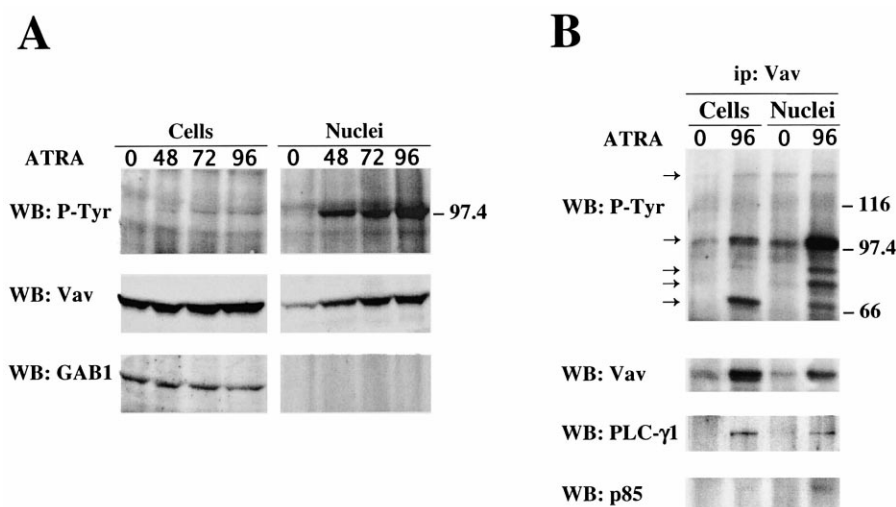 A
Cells Nuclei
ATRA 0 48 72 96 0 48 72 96
WB: P-Tyr - 97.4
WB: Vav
WB: GAB1
B
ip: Vav
Cells Nuclei
ATRA 0 96 0 96
→
WB: P-Tyr - 116
→ - 97.4
→
→
→ - 66
WB: Vav
WB: PLC-γ1
WB: p85